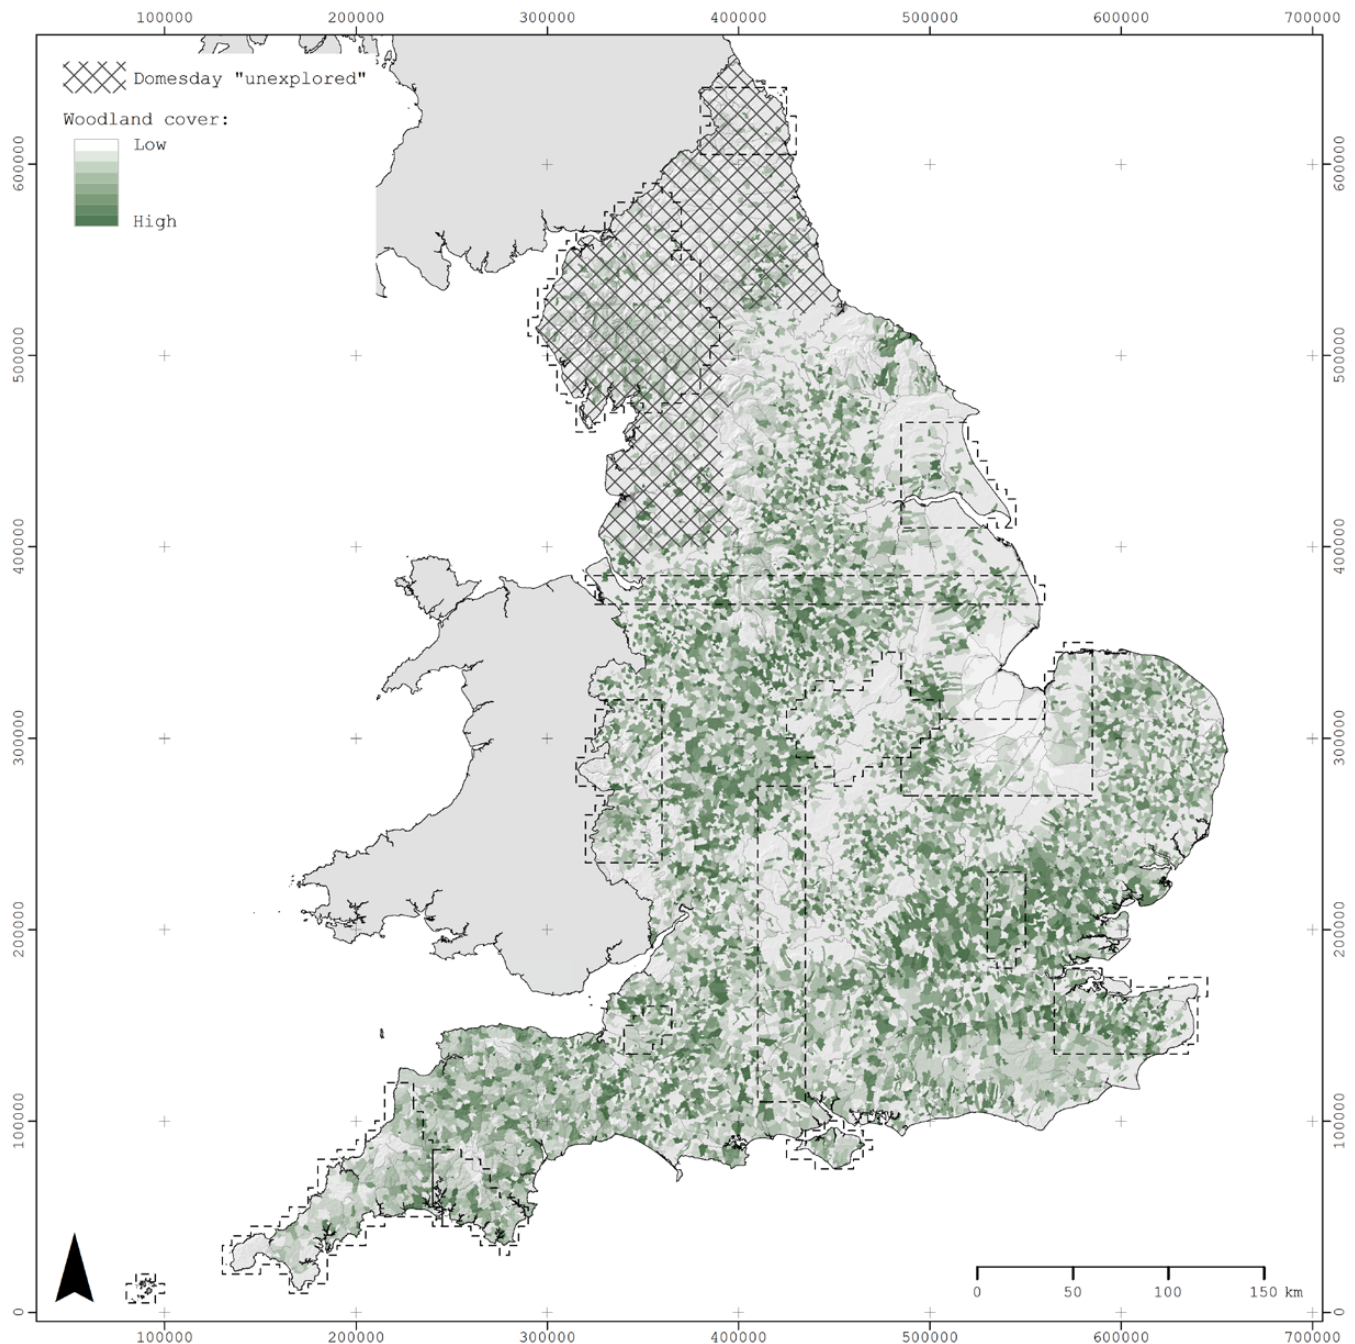 100000 200000 300000 400000 500000 600000 700000
Domesday "unexplored"
Woodland cover:
Low
High
600000 600000
500000 500000
400000 400000
300000 300000
200000 200000
100000 100000
0 50 100 150 km
0 0
100000 200000 300000 400000 500000 600000 700000